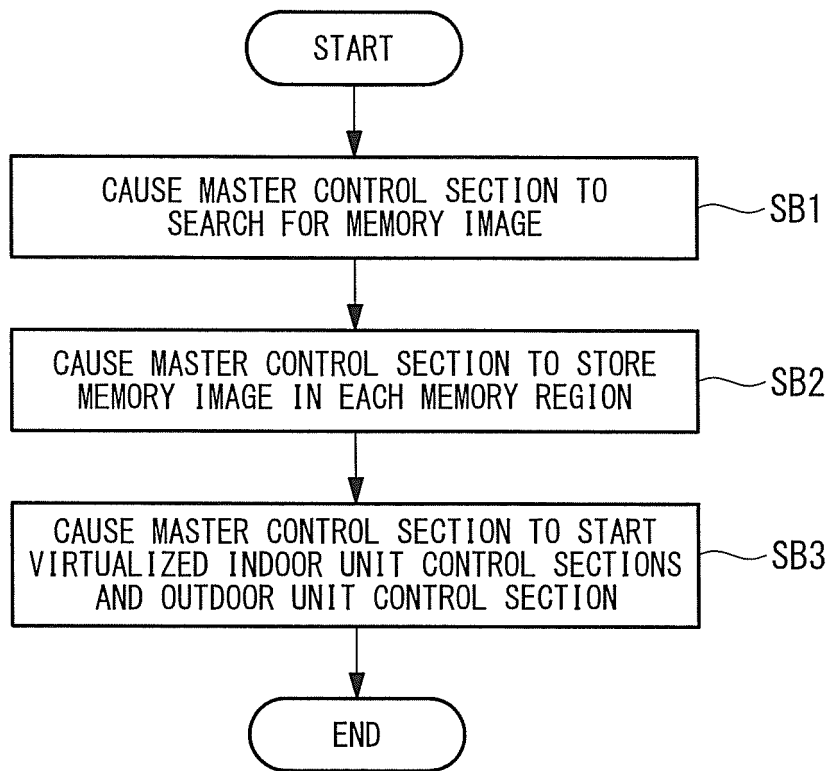 START
CAUSE MASTER CONTROL SECTION TO
SEARCH FOR MEMORY IMAGE
SB1
CAUSE MASTER CONTROL SECTION TO STORE
MEMORY IMAGE IN EACH MEMORY REGION
SB2
CAUSE MASTER CONTROL SECTION TO START
VIRTUALIZED INDOOR UNIT CONTROL SECTIONS
AND OUTDOOR UNIT CONTROL SECTION
SB3
END